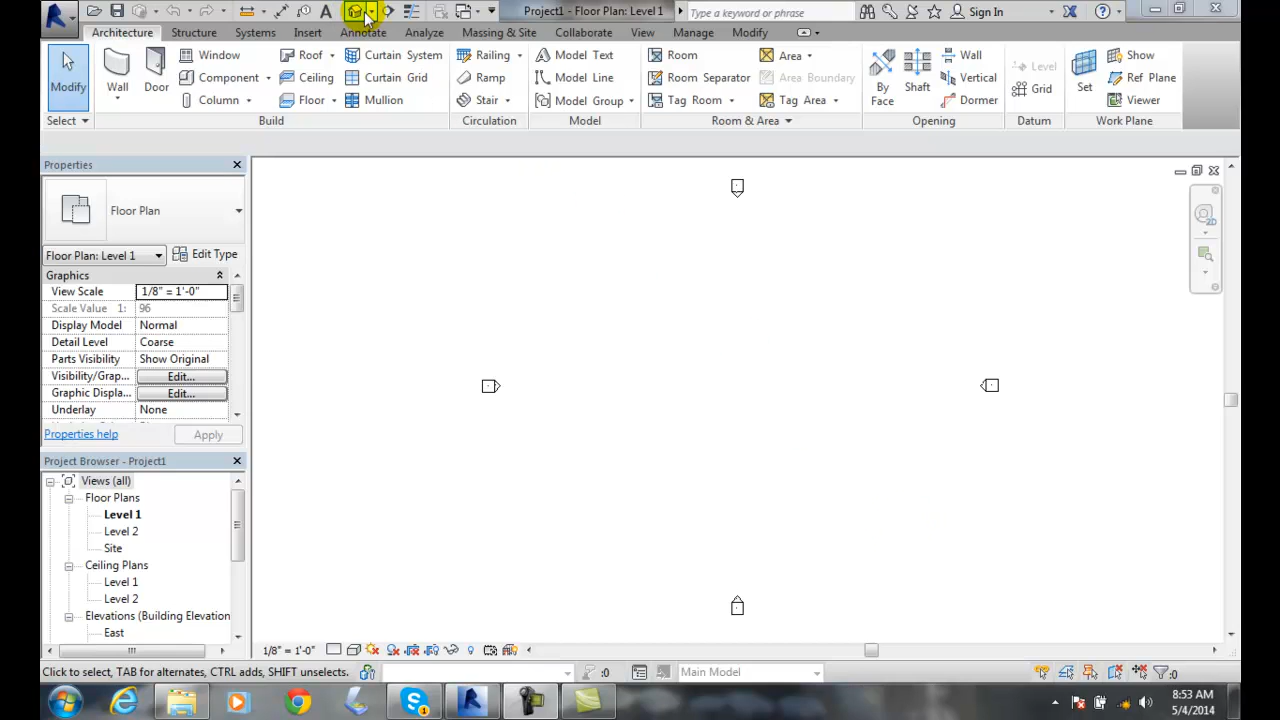 Project1 - Floor Plan: Level 1
Type a keyword or phrase
Sign In
Architecture
Structure
Systems
Insert
Annotate
Analyze
Massing & Site
Collaborate
View
Manage
Modify
Modify
Select
Wall
Door
Window
Component
Column
Roof
Ceiling
Floor
Curtain System
Curtain Grid
Mullion
Build
Railing
Ramp
Stair
Circulation
Model Text
Model Line
Model Group
Model
Room
Room Separator
Tag Room
Area
Area Boundary
Tag Area
Room & Area
By
Face
Shaft
Wall
Vertical
Dormer
Opening
Level
Grid
Datum
Set
Show
Ref Plane
Viewer
Work Plane
Properties
Floor Plan
Floor Plan: Level 1
Edit Type
Graphics
View Scale 1/8" = 1'-0"
Scale Value 1: 96
Display Model Normal
Detail Level Coarse
Parts Visibility Show Original
Visibility/Grap... Edit...
Graphic Displa... Edit...
Underlay None
Properties help
Apply
Project Browser - Project1
Views (all)
Floor Plans
Level 1
Level 2
Site
Ceiling Plans
Level 1
Level 2
Elevations (Building Elevation
East
2D
1/8" = 1'-0"
Click to select, TAB for alternates, CTRL adds, SHIFT unselects.
:0
Main Model
:0
8:53 AM
5/4/2014